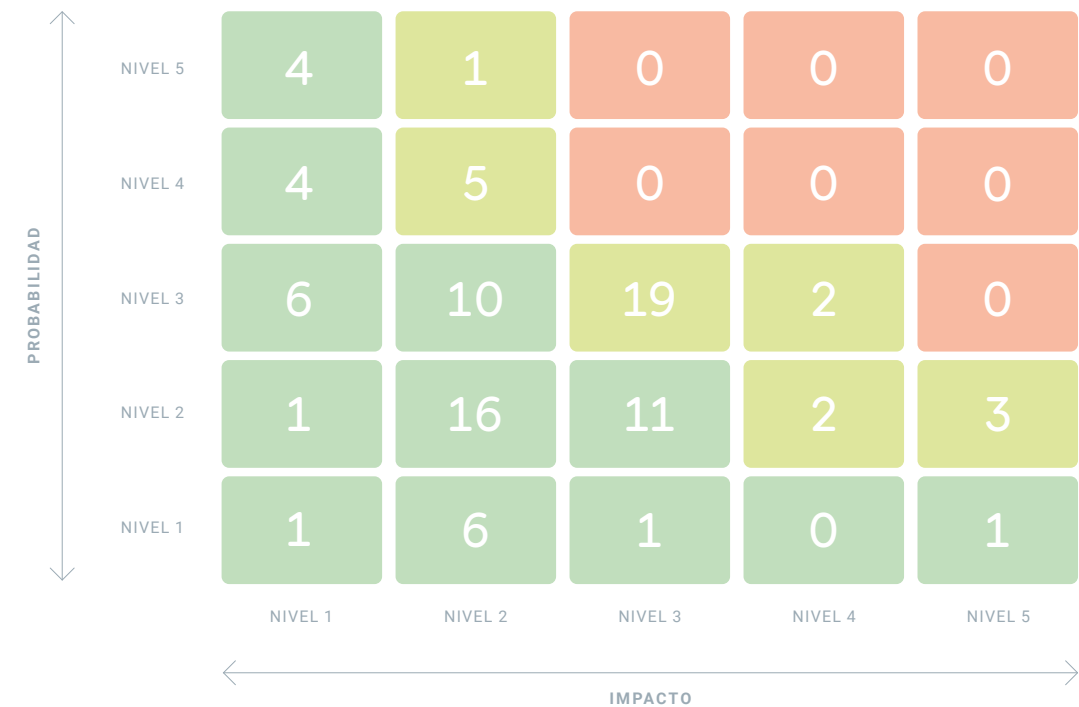 NIVEL 5 4 1 0 0 0
NIVEL 4 4 5 0 0 0
PROBABILIDAD
NIVEL 3 6 10 19 2 0
NIVEL 2 1 16 11 2 3
NIVEL 1 1 6 1 0 1
NIVEL 1 NIVEL 2 NIVEL 3 NIVEL 4 NIVEL 5
IMPACTO